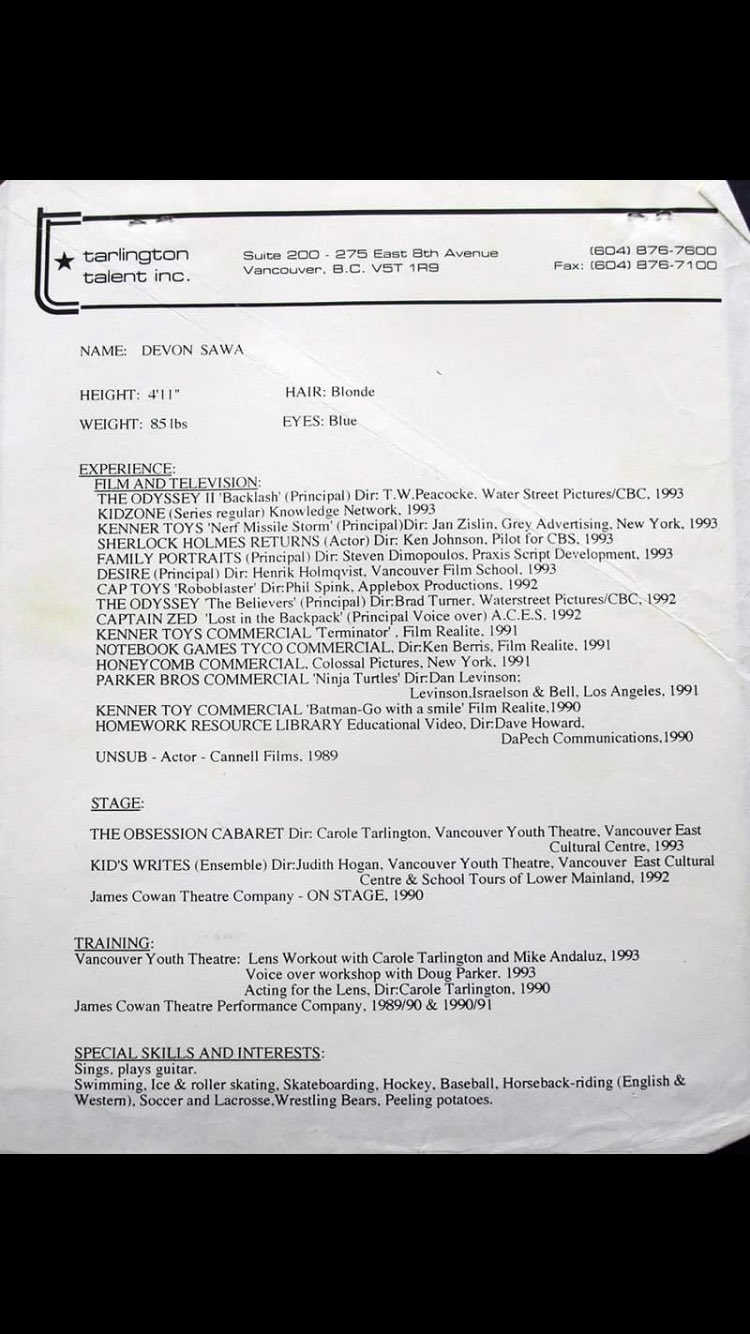 tarlington
talent inc.
Suite 200 - 275 East 8th Avenue
Vancouver, B.C. V5T 1R9
(604) 876-7600
Fax: (604) 876-7100
NAME: DEVON SAWA
HEIGHT: 4'11" HAIR: Blonde
WEIGHT: 85 lbs EYES: Blue
EXPERIENCE:
FILM AND TELEVISION:
THE ODYSSEY II 'Backlash' (Principal) Dir: T.W.Peacocke, Water Street Pictures/CBC, 1993
KIDZONE (Series regular) Knowledge Network, 1993
KENNER TOYS 'Nerf Missile Storm' (Principal)Dir: Jan Zislin, Grey Advertising, New York, 1993
SHERLOCK HOLMES RETURNS (Actor) Dir: Ken Johnson, Pilot for CBS, 1993
FAMILY PORTRAITS (Principal) Dir: Steven Dimopoulos, Praxis Script Development, 1993
DESIRE (Principal) Dir: Henrik Holmqvist, Vancouver Film School, 1993
CAP TOYS 'Roboblaster' Dir:Phil Spink, Applebox Productions, 1992
THE ODYSSEY 'The Believers' (Principal) Dir:Brad Turner, Waterstreet Pictures/CBC, 1992
CAPTAIN ZED 'Lost in the Backpack' (Principal Voice over) A.C.E.S. 1992
KENNER TOYS COMMERCIAL 'Terminator' , Film Realite, 1991
NOTEBOOK GAMES TYCO COMMERCIAL, Dir:Ken Berris, Film Realite, 1991
HONEYCOMB COMMERCIAL, Colossal Pictures, New York, 1991
PARKER BROS COMMERCIAL 'Ninja Turtles' Dir:Dan Levinson;
Levinson,Israelson & Bell, Los Angeles, 1991
KENNER TOY COMMERCIAL 'Batman-Go with a smile' Film Realite,1990
HOMEWORK RESOURCE LIBRARY Educational Video, Dir:Dave Howard,
DaPech Communications,1990
UNSUB - Actor - Cannell Films, 1989
STAGE:
THE OBSESSION CABARET Dir: Carole Tarlington, Vancouver Youth Theatre, Vancouver East
Cultural Centre, 1993
KID'S WRITES (Ensemble) Dir:Judith Hogan, Vancouver Youth Theatre, Vancouver East Cultural
Centre & School Tours of Lower Mainland, 1992
James Cowan Theatre Company - ON STAGE, 1990
TRAINING:
Vancouver Youth Theatre: Lens Workout with Carole Tarlington and Mike Andaluz, 1993
Voice over workshop with Doug Parker. 1993
Acting for the Lens, Dir:Carole Tarlington, 1990
James Cowan Theatre Performance Company, 1989/90 & 1990/91
SPECIAL SKILLS AND INTERESTS:
Sings, plays guitar.
Swimming, Ice & roller skating, Skateboarding, Hockey, Baseball, Horseback-riding (English &
Western), Soccer and Lacrosse,Wrestling Bears, Peeling potatoes.